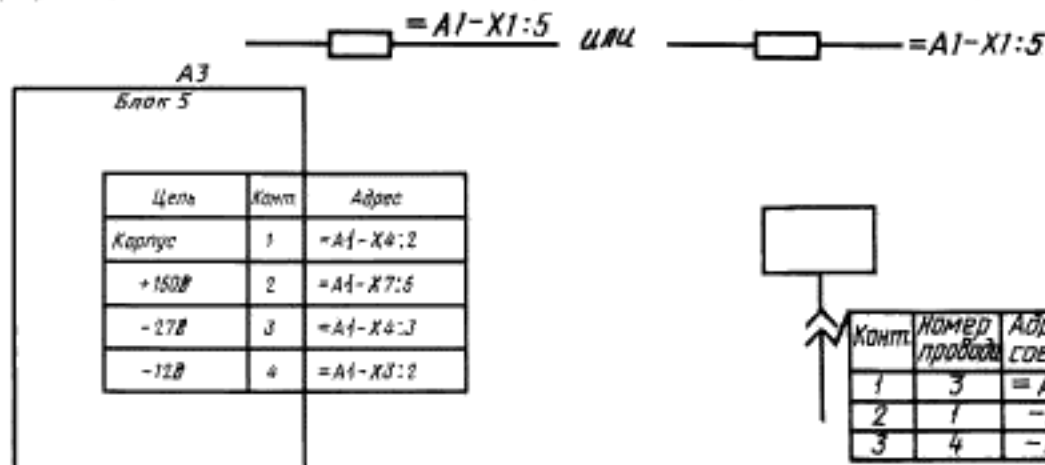 =A1-X1:5 или =A1-X1:5
A3
Блок 5
Цепь Конт. Адрес
Корпус 1 =A1-X4:2
+150В 2 =A1-X7:5
-27В 3 =A1-X4:3
-12В 4 =A1-X3:2
Конт. Номер
провода
1 3 =
2 1 -
3 4 -